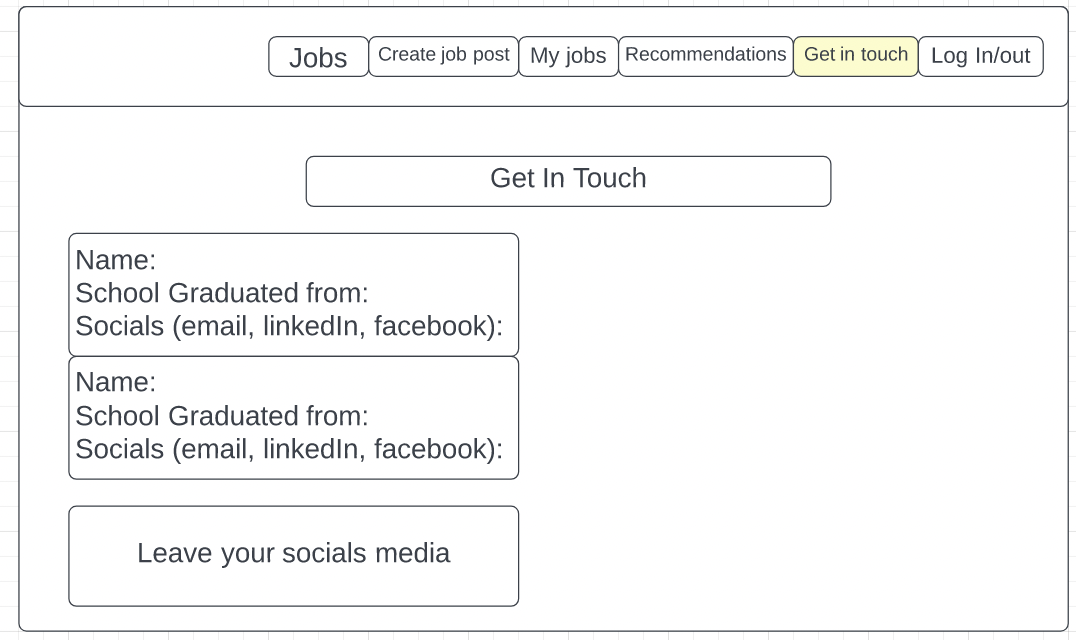 Jobs Create job post My jobs Recommendations Get in touch Log In/out
Get In Touch
Name:
School Graduated from:
Socials (email, linkedIn, facebook):
Name:
School Graduated from:
Socials (email, linkedIn, facebook):
Leave your socials media